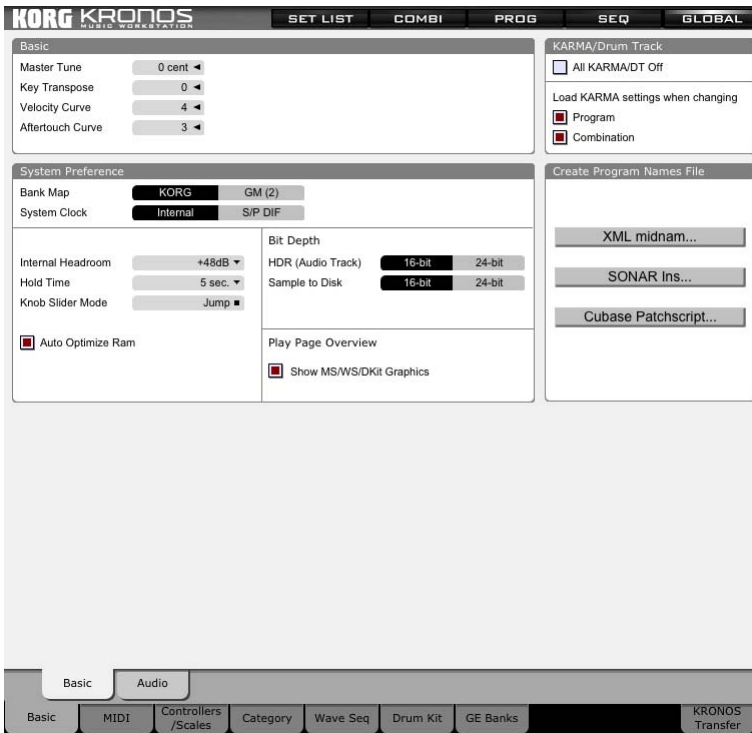 KORG KRONOS
MUSIC WORKSTATION
SET LIST COMBI PROG SEQ GLOBAL
Basic
Master Tune 0 cent
Key Transpose 0
Velocity Curve 4
Aftertouch Curve 3
KARMA/Drum Track
All KARMA/DT Off
Load KARMA settings when changing
Program
Combination
System Preference
Bank Map KORG GM (2)
System Clock Internal S/P DIF
Internal Headroom +48dB
Hold Time 5 sec.
Knob Slider Mode Jump
Auto Optimize Ram
Bit Depth
HDR (Audio Track) 16-bit 24-bit
Sample to Disk 16-bit 24-bit
Play Page Overview
Show MS/WS/DKit Graphics
Create Program Names File
XML midnam...
SONAR Ins...
Cubase Patchscript...
Basic Audio
Basic MIDI Controllers /Scales Category Wave Seq Drum Kit GE Banks KRONOS Transfer